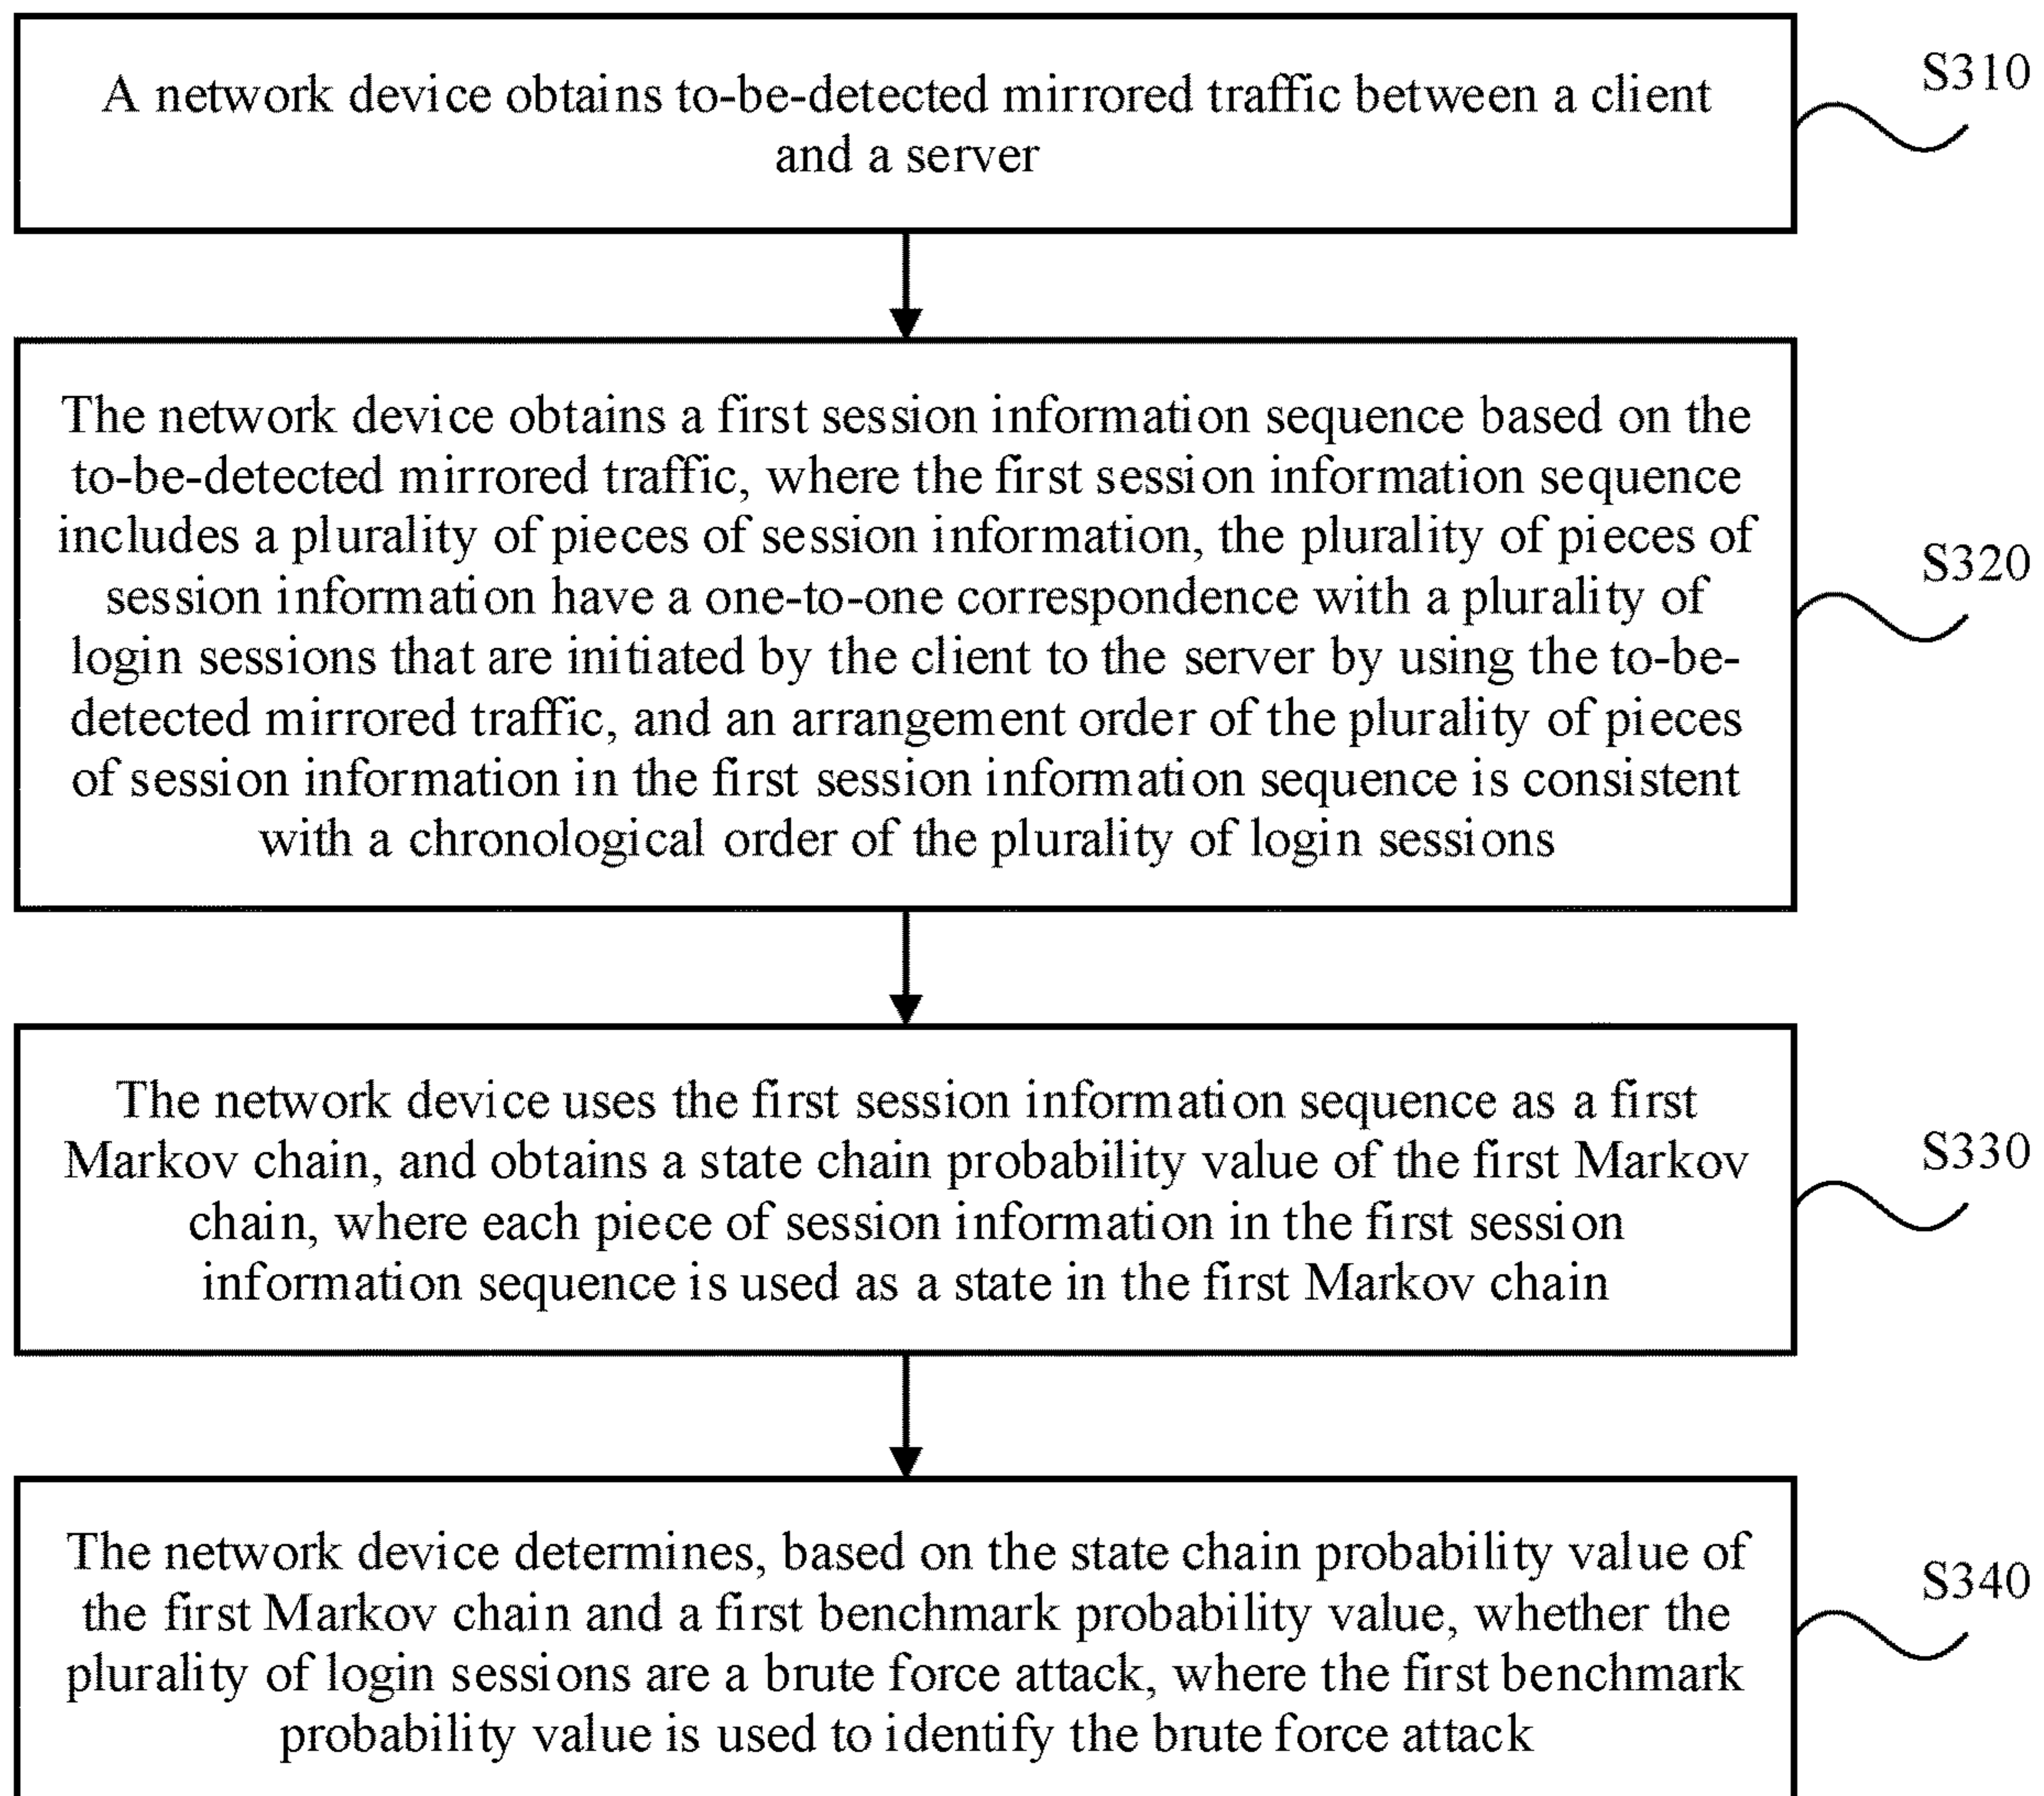 A network device obtains to-be-detected mirrored traffic between a client
and a server
S310
The network device obtains a first session information sequence based on the
to-be-detected mirrored traffic, where the first session information sequence
includes a plurality of pieces of session information, the plurality of pieces of
session information have a one-to-one correspondence with a plurality of
login sessions that are initiated by the client to the server by using the to-be-
detected mirrored traffic, and an arrangement order of the plurality of pieces
of session information in the first session information sequence is consistent
with a chronological order of the plurality of login sessions
S320
The network device uses the first session information sequence as a first
Markov chain, and obtains a state chain probability value of the first Markov
chain, where each piece of session information in the first session
information sequence is used as a state in the first Markov chain
S330
The network device determines, based on the state chain probability value of
the first Markov chain and a first benchmark probability value, whether the
plurality of login sessions are a brute force attack, where the first benchmark
probability value is used to identify the brute force attack
S340